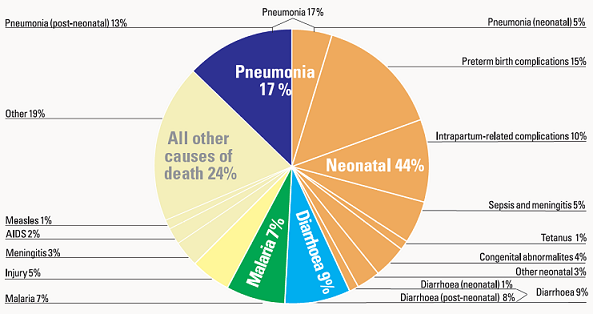 Pneumonia 17%
Pneumonia (post-neonatal) 13%
Pneumonia (neonatal) 5%
Preterm birth complications 15%
Pneumonia
17 %
Other 19%
Intrapartum-related complications 10%
All other
causes of
death 24%
Neonatal 44%
Sepsis and meningitis 5%
Measles 1%
AIDS 2%
Tetanus 1%
Meningitis 3%
Congenital abnormalites 4%
Injury 5%
Other neonatal 3%
Malaria 7%
Diarrhoea 9%
Diarrhoea (neonatal) 1%
Malaria 7%
Diarrhoea (post-neonatal) 8%
Diarrhoea 9%